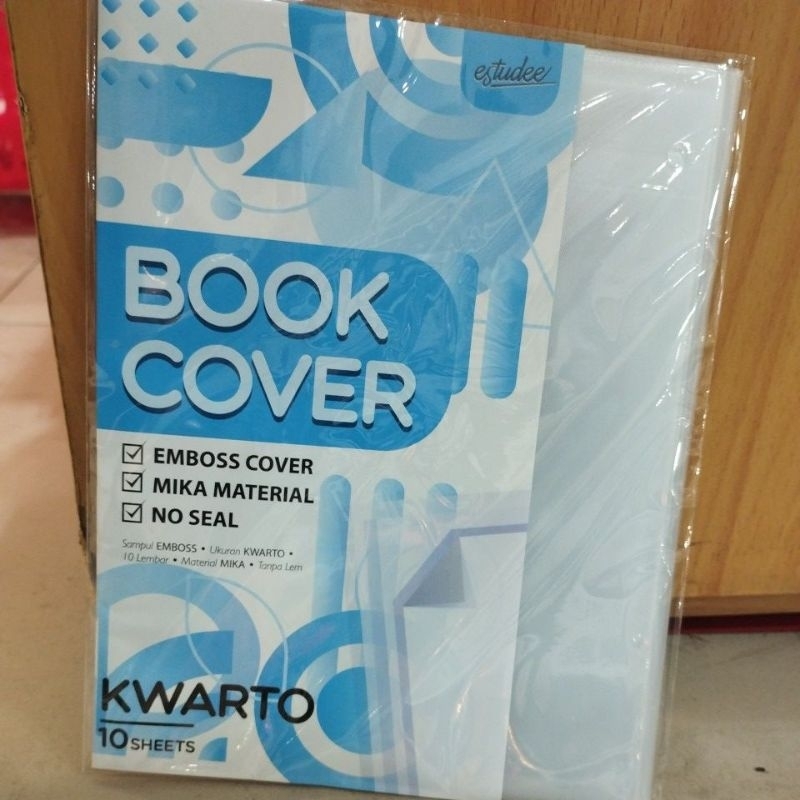 estudee
BOOK
COVER
EMBOSS COVER
MIKA MATERIAL
NO SEAL
Sampul EMBOSS • Ukuran KWARTO •
10 Lembar • Material MIKA • Tanpa Lem
KWARTO
10 SHEETS